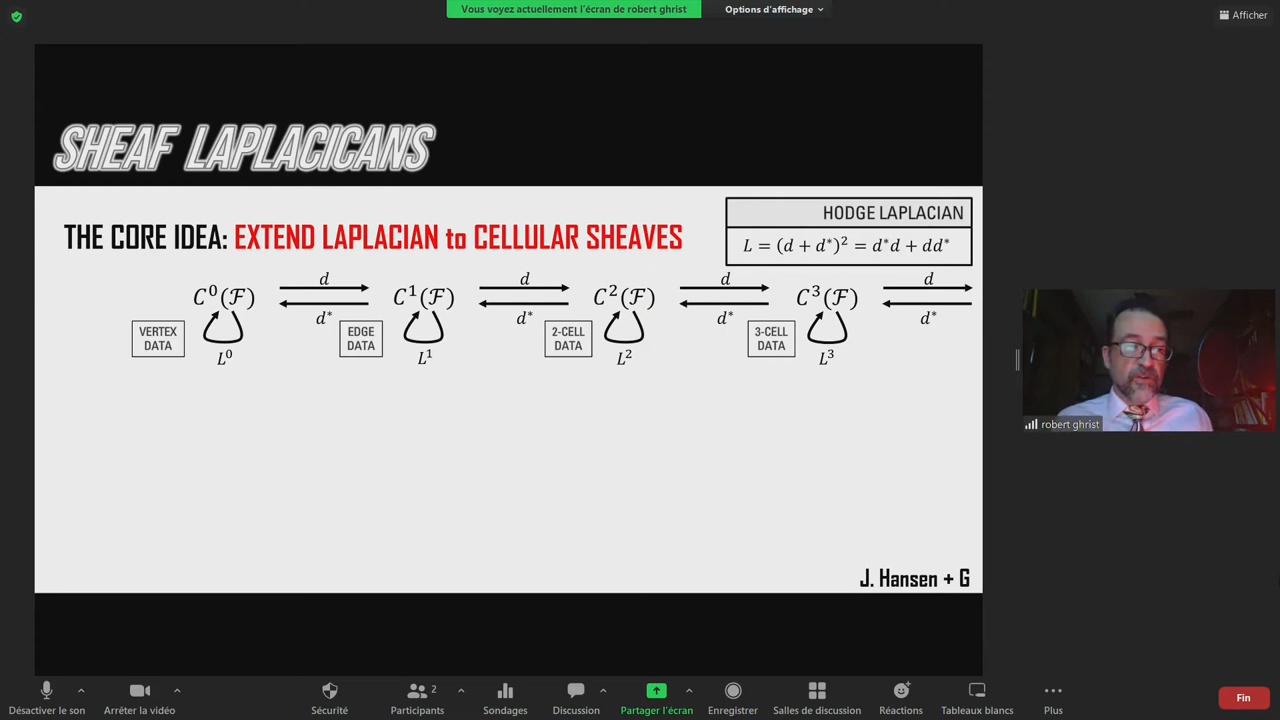 Vous voyez actuellement l'écran de robert ghrist
Options d'affichage
Afficher
SHEAF LAPLACICANS
HODGE LAPLACIAN
L = (d + d*)² = d*d + dd*
THE CORE IDEA: EXTEND LAPLACIAN to CELLULAR SHEAVES
d d d d
C⁰(ℱ) C¹(ℱ) C²(ℱ) C³(ℱ)
d* d* d* d*
VERTEX DATA
EDGE DATA
2-CELL DATA
3-CELL DATA
L⁰ L¹ L² L³
robert ghrist
J. Hansen + G
Désactiver le son
Arrêter la vidéo
Sécurité
2
Participants
Sondages
Discussion
Partager l'écran
Enregistrer
Salles de discussion
Réactions
Tableaux blancs
Plus
Fin